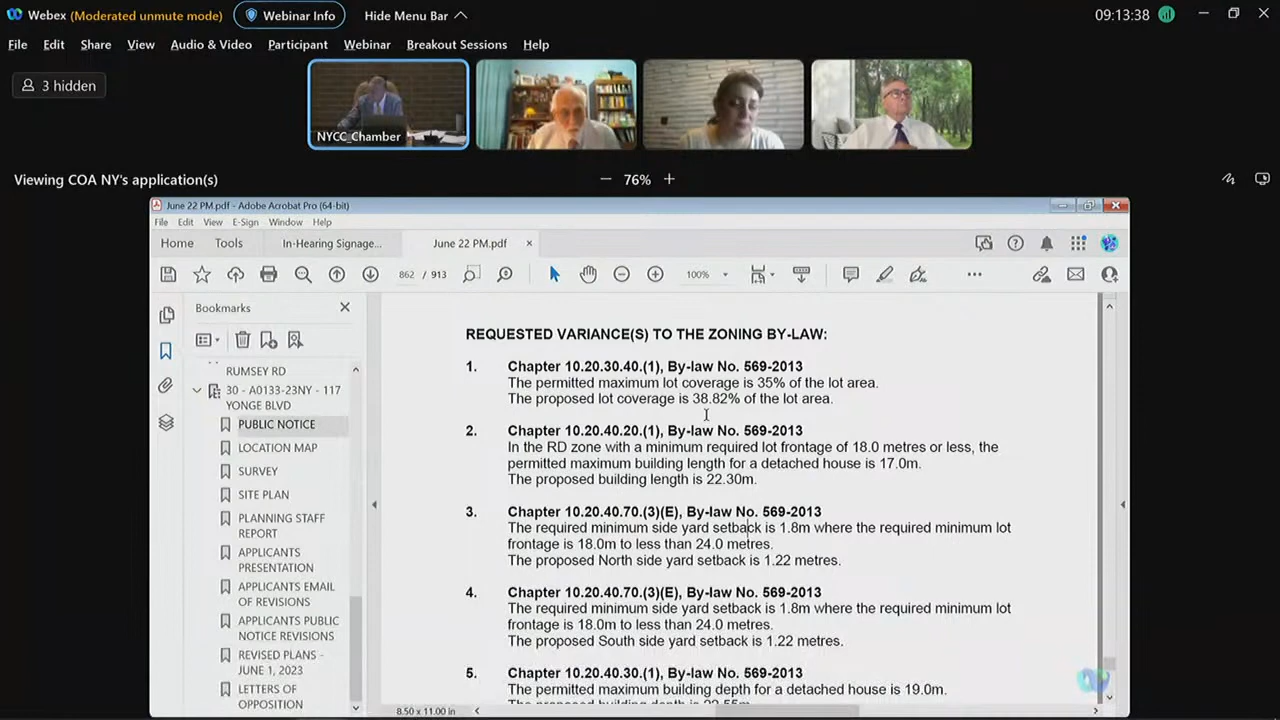 Webex (Moderated unmute mode) Webinar Info Hide Menu Bar 09:13:38
File Edit Share View Audio & Video Participant Webinar Breakout Sessions Help
3 hidden
NYCC_Chamber
Viewing COA NY's application(s) 76%
June 22 PM.pdf - Adobe Acrobat Pro (64-bit)
File Edit View E-Sign Window Help
Home Tools In-Hearing Signage... June 22 PM.pdf
862 / 913 100%
Bookmarks
RUMSEY RD
30 - A0133-23NY - 117
YONGE BLVD
PUBLIC NOTICE
LOCATION MAP
SURVEY
SITE PLAN
PLANNING STAFF
REPORT
APPLICANTS
PRESENTATION
APPLICANTS EMAIL
OF REVISIONS
APPLICANTS PUBLIC
NOTICE REVISIONS
REVISED PLANS -
JUNE 1, 2023
LETTERS OF
OPPOSITION
REQUESTED VARIANCE(S) TO THE ZONING BY-LAW:
1. Chapter 10.20.30.40.(1), By-law No. 569-2013
The permitted maximum lot coverage is 35% of the lot area.
The proposed lot coverage is 38.82% of the lot area.
2. Chapter 10.20.40.20.(1), By-law No. 569-2013
In the RD zone with a minimum required lot frontage of 18.0 metres or less, the
permitted maximum building length for a detached house is 17.0m.
The proposed building length is 22.30m.
3. Chapter 10.20.40.70.(3)(E), By-law No. 569-2013
The required minimum side yard setback is 1.8m where the required minimum lot
frontage is 18.0m to less than 24.0 metres.
The proposed North side yard setback is 1.22 metres.
4. Chapter 10.20.40.70.(3)(E), By-law No. 569-2013
The required minimum side yard setback is 1.8m where the required minimum lot
frontage is 18.0m to less than 24.0 metres.
The proposed South side yard setback is 1.22 metres.
5. Chapter 10.20.40.30.(1), By-law No. 569-2013
The permitted maximum building depth for a detached house is 19.0m.
The proposed building depth is 22.55m.
8.50 x 11.00 in